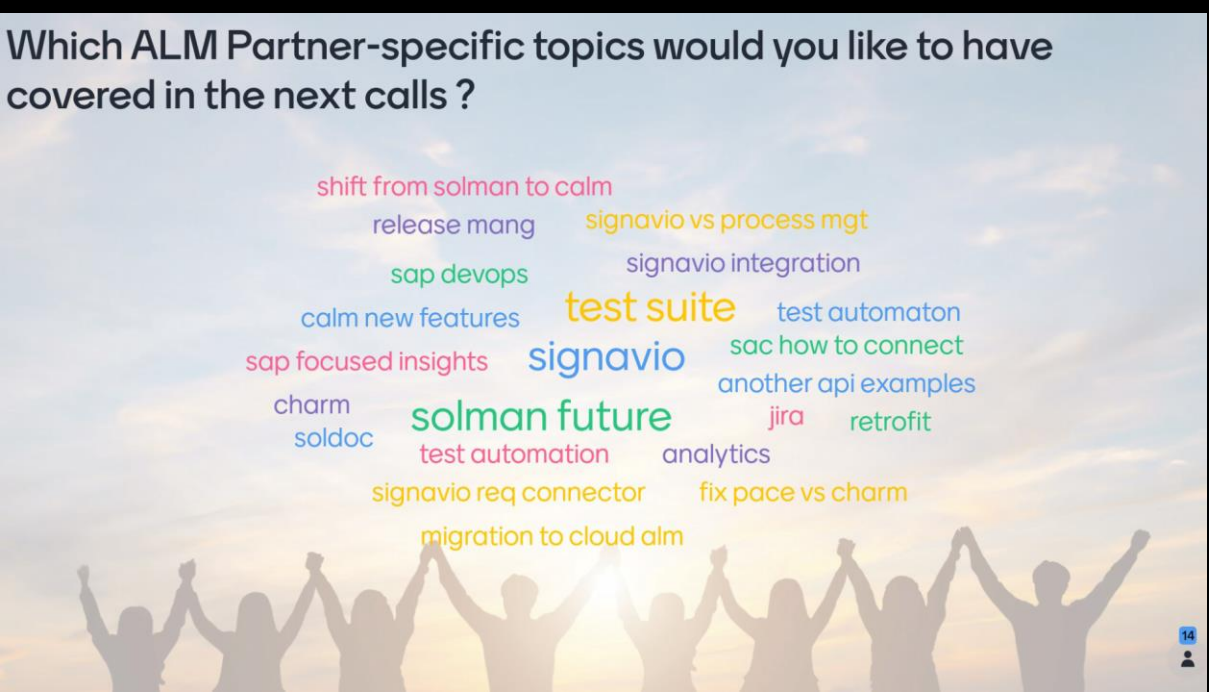 Which ALM Partner-specific topics would you like to have
covered in the next calls ?
shift from solman to calm
release mang
signavio vs process mgt
sap devops
signavio integration
test suite
calm new features
test automaton
signavio
sac how to connect
sap focused insights
another api examples
charm
solman future
jira
retrofit
soldoc
test automation
analytics
signavio req connector
fix pace vs charm
migration to cloud alm
14